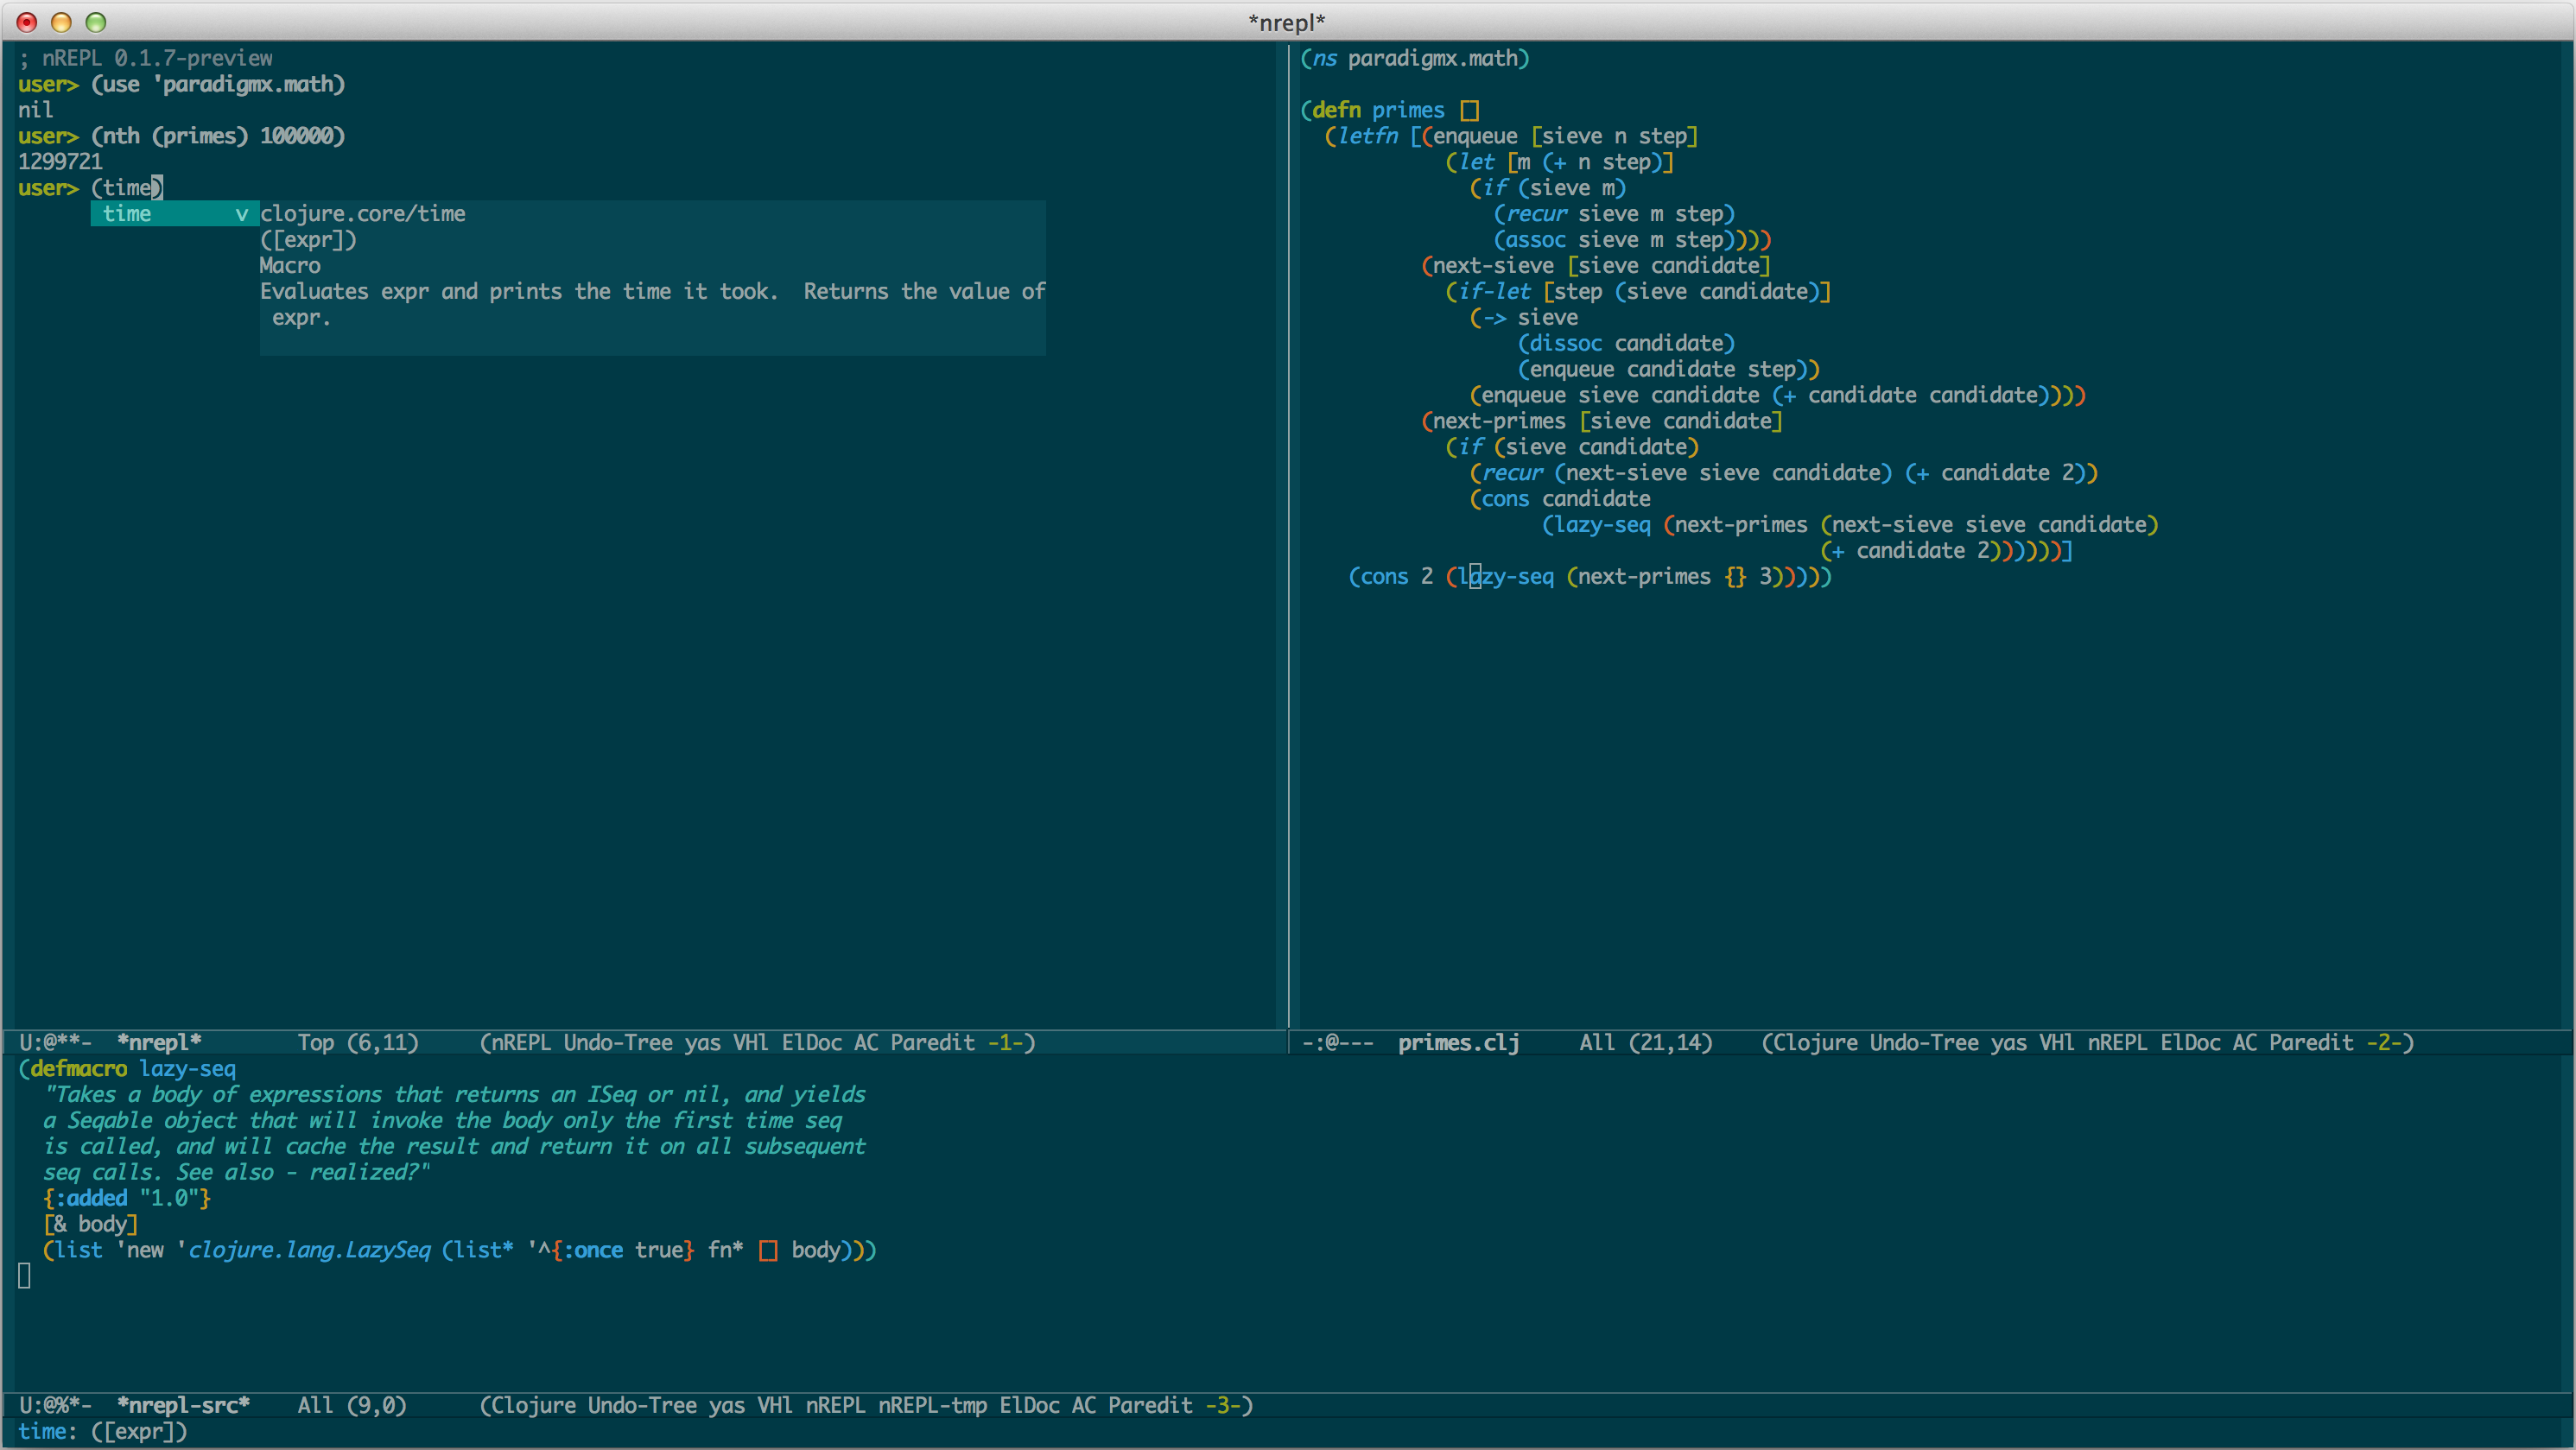 *nrepl*
; nREPL 0.1.7-preview
user> (use 'paradigmx.math)
nil
user> (nth (primes) 100000)
1299721
user> (time)
time v
clojure.core/time
([expr])
Macro
Evaluates expr and prints the time it took.  Returns the value of
expr.
U:@**-  *nrepl*        Top (6,11)     (nREPL Undo-Tree yas VHl ElDoc AC Paredit -1-)
(ns paradigmx.math)
(defn primes []
  (letfn [(enqueue [sieve n step]
            (let [m (+ n step)]
              (if (sieve m)
                (recur sieve m step)
                (assoc sieve m step))))
          (next-sieve [sieve candidate]
            (if-let [step (sieve candidate)]
              (-> sieve
                  (dissoc candidate)
                  (enqueue candidate step))
              (enqueue sieve candidate (+ candidate candidate))))
          (next-primes [sieve candidate]
            (if (sieve candidate)
              (recur (next-sieve sieve candidate) (+ candidate 2))
              (cons candidate
                    (lazy-seq (next-primes (next-sieve sieve candidate)
                                           (+ candidate 2))))))]
    (cons 2 (lazy-seq (next-primes {} 3)))))
-:@---  primes.clj     All (21,14)    (Clojure Undo-Tree yas VHl nREPL ElDoc AC Paredit -2-)
(defmacro lazy-seq
  "Takes a body of expressions that returns an ISeq or nil, and yields
  a Seqable object that will invoke the body only the first time seq
  is called, and will cache the result and return it on all subsequent
  seq calls. See also - realized?"
  {:added "1.0"}
  [& body]
  (list 'new 'clojure.lang.LazySeq (list* '^{:once true} fn* [] body)))
U:@%*-  *nrepl-src*    All (9,0)      (Clojure Undo-Tree yas VHl nREPL nREPL-tmp ElDoc AC Paredit -3-)
time: ([expr])